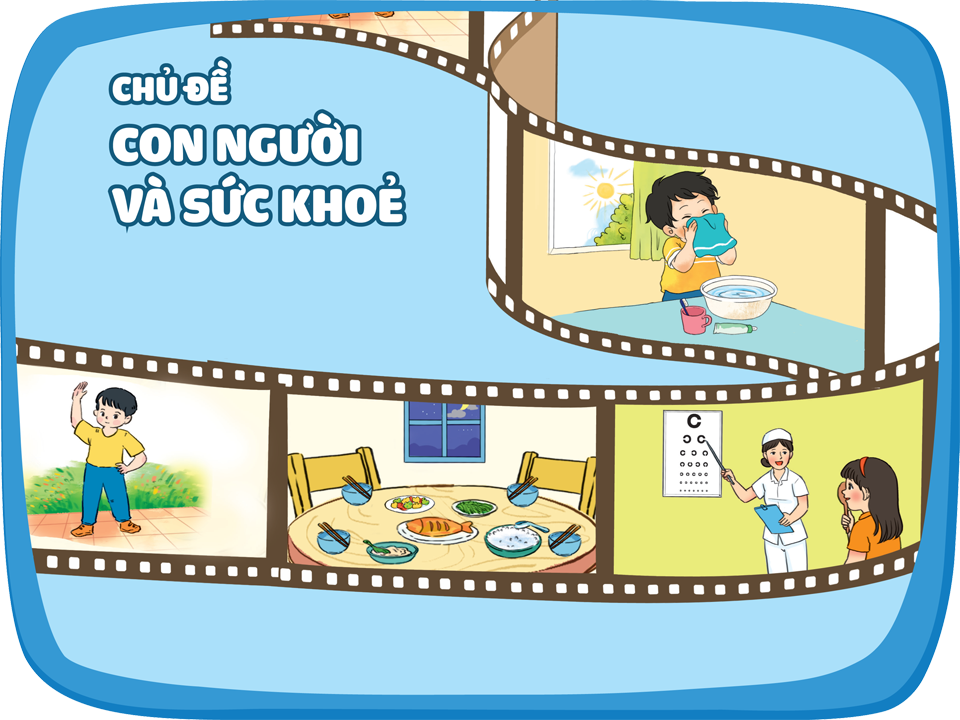 CHỦ ĐỀ
CON NGƯỜI
VÀ SỨC KHOẺ
C